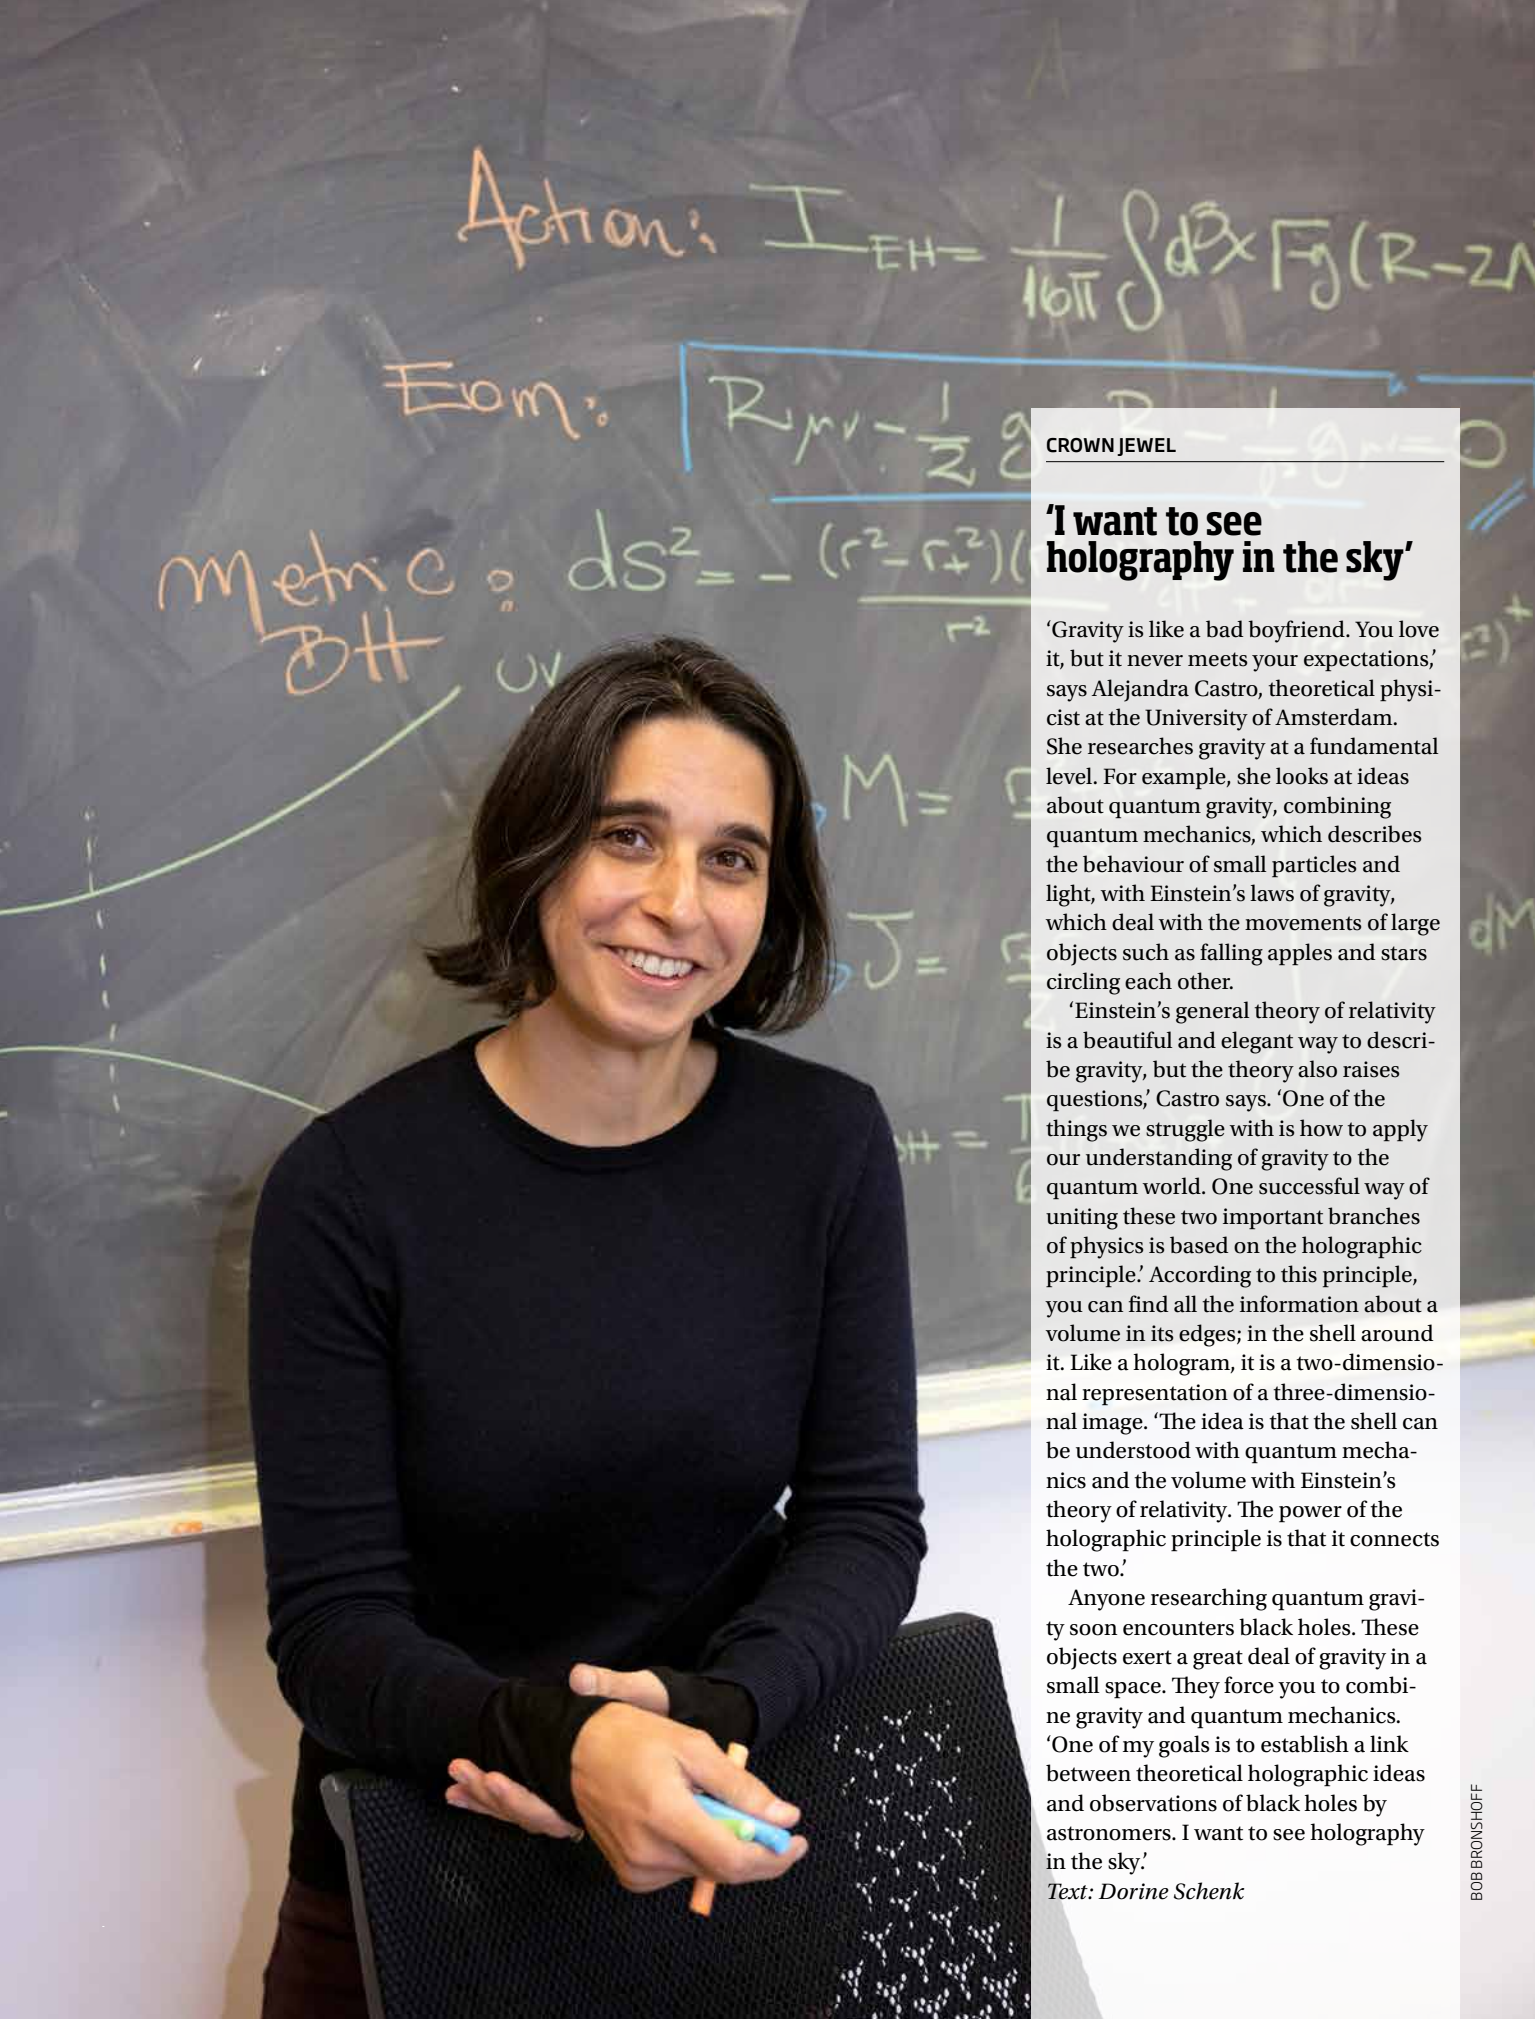 Action: I EH = 1/16π ∫ d³x √-g (R-2Λ
Eom: Rμν - 1/2 g R - 1 gμν = 0
Metric: ds² = - (r²-r+²)(
BH
r²
UV
M =
J =
dM
BH = π
6
CROWN JEWEL
‘I want to see
holography in the sky’
‘Gravity is like a bad boyfriend. You love
it, but it never meets your expectations,’
says Alejandra Castro, theoretical physi-
cist at the University of Amsterdam.
She researches gravity at a fundamental
level. For example, she looks at ideas
about quantum gravity, combining
quantum mechanics, which describes
the behaviour of small particles and
light, with Einstein’s laws of gravity,
which deal with the movements of large
objects such as falling apples and stars
circling each other.
‘Einstein’s general theory of relativity
is a beautiful and elegant way to descri-
be gravity, but the theory also raises
questions,’ Castro says. ‘One of the
things we struggle with is how to apply
our understanding of gravity to the
quantum world. One successful way of
uniting these two important branches
of physics is based on the holographic
principle.’ According to this principle,
you can find all the information about a
volume in its edges; in the shell around
it. Like a hologram, it is a two-dimensio-
nal representation of a three-dimensio-
nal image. ‘The idea is that the shell can
be understood with quantum mecha-
nics and the volume with Einstein’s
theory of relativity. The power of the
holographic principle is that it connects
the two.’
Anyone researching quantum gravi-
ty soon encounters black holes. These
objects exert a great deal of gravity in a
small space. They force you to combi-
ne gravity and quantum mechanics.
‘One of my goals is to establish a link
between theoretical holographic ideas
and observations of black holes by
astronomers. I want to see holography
in the sky.’
Text: Dorine Schenk
BOB BRONSHOFF